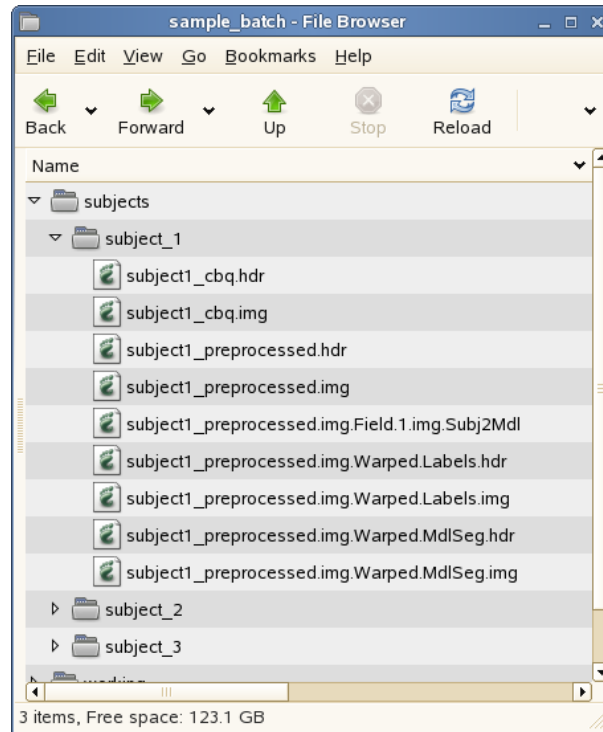 sample_batch - File Browser
File Edit View Go Bookmarks Help
Back Forward Up Stop Reload
Name
subjects
subject_1
subject1_cbq.hdr
subject1_cbq.img
subject1_preprocessed.hdr
subject1_preprocessed.img
subject1_preprocessed.img.Field.1.img.Subj2Mdl
subject1_preprocessed.img.Warped.Labels.hdr
subject1_preprocessed.img.Warped.Labels.img
subject1_preprocessed.img.Warped.MdlSeg.hdr
subject1_preprocessed.img.Warped.MdlSeg.img
subject_2
subject_3
3 items, Free space: 123.1 GB